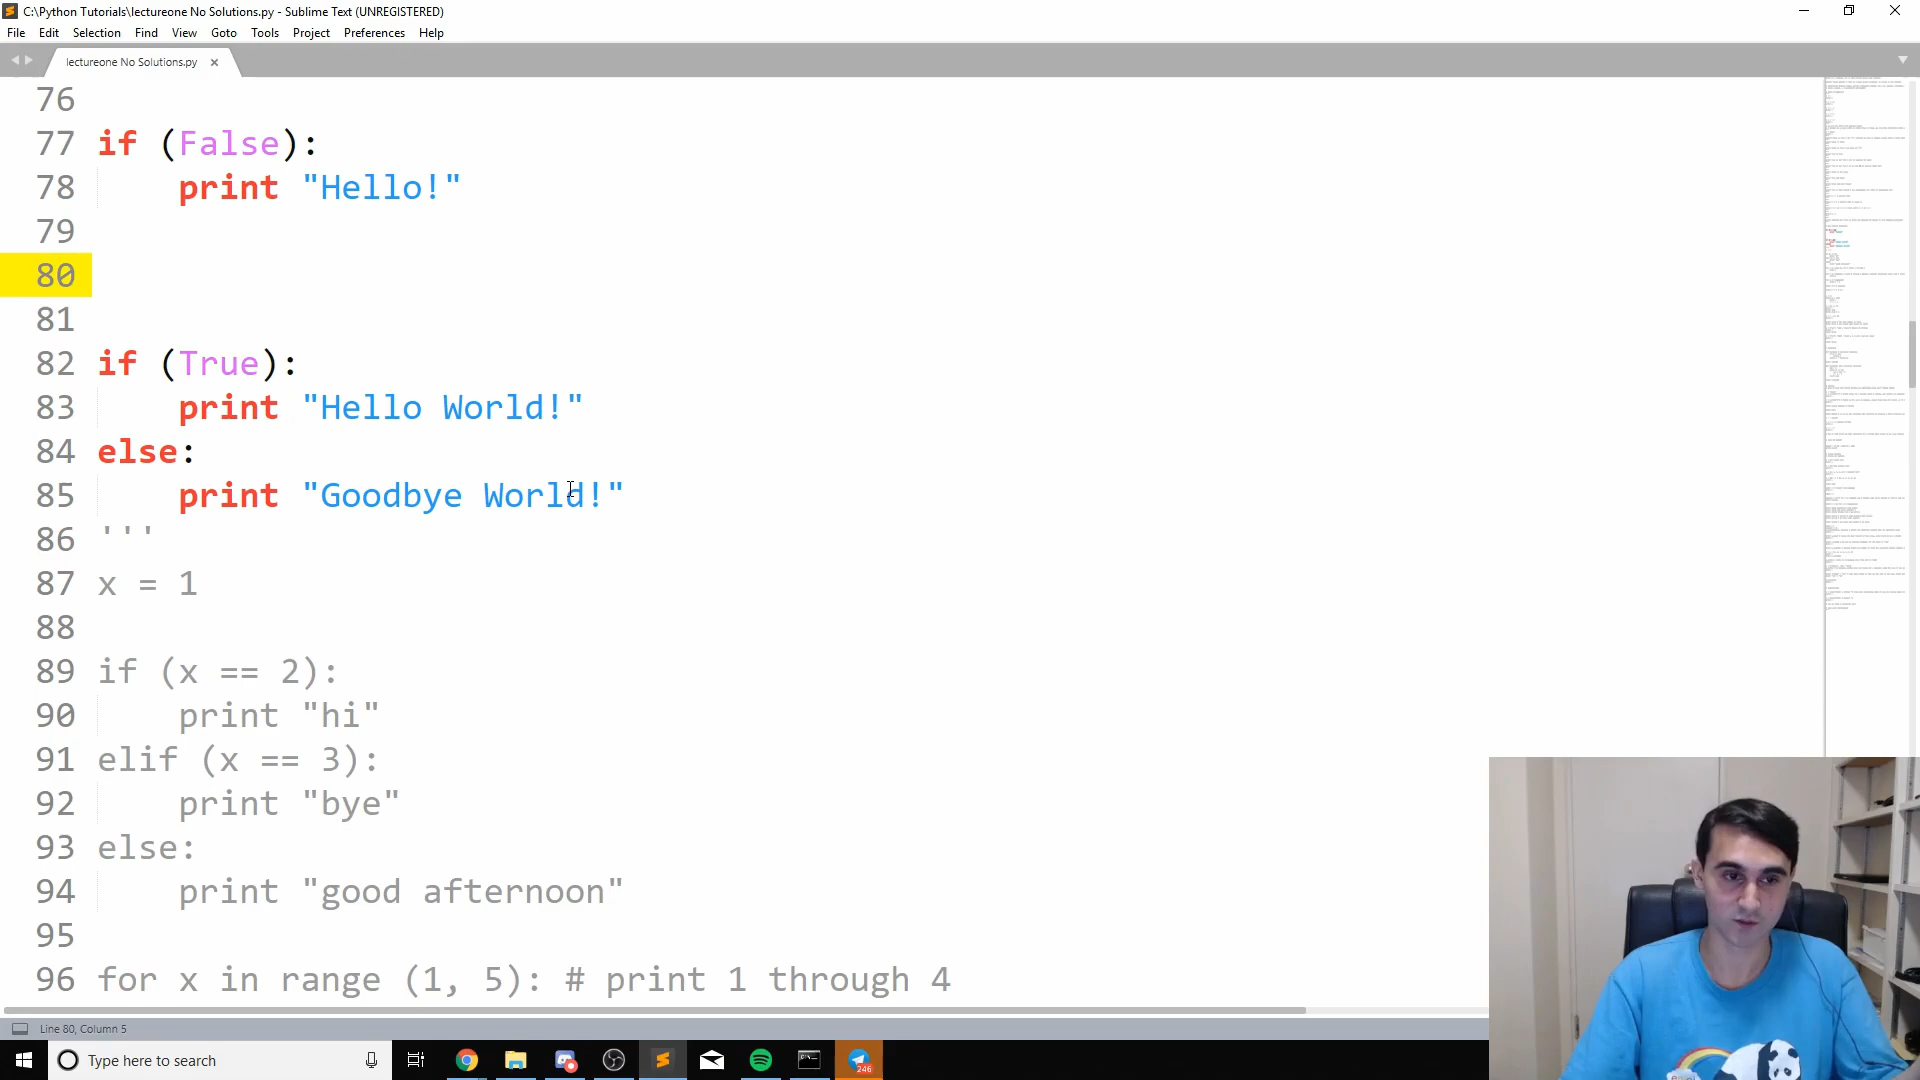 C:\Python Tutorials\lectureone No Solutions.py - Sublime Text (UNREGISTERED)
File Edit Selection Find View Goto Tools Project Preferences Help
lectureone No Solutions.py
76
77 if (False):
78     print "Hello!"
79
80
81
82 if (True):
83     print "Hello World!"
84 else:
85     print "Goodbye World!"
86 '''
87 x = 1
88
89 if (x == 2):
90     print "hi"
91 elif (x == 3):
92     print "bye"
93 else:
94     print "good afternoon"
95
96 for x in range (1, 5): # print 1 through 4
Line 80, Column 5
Type here to search
246